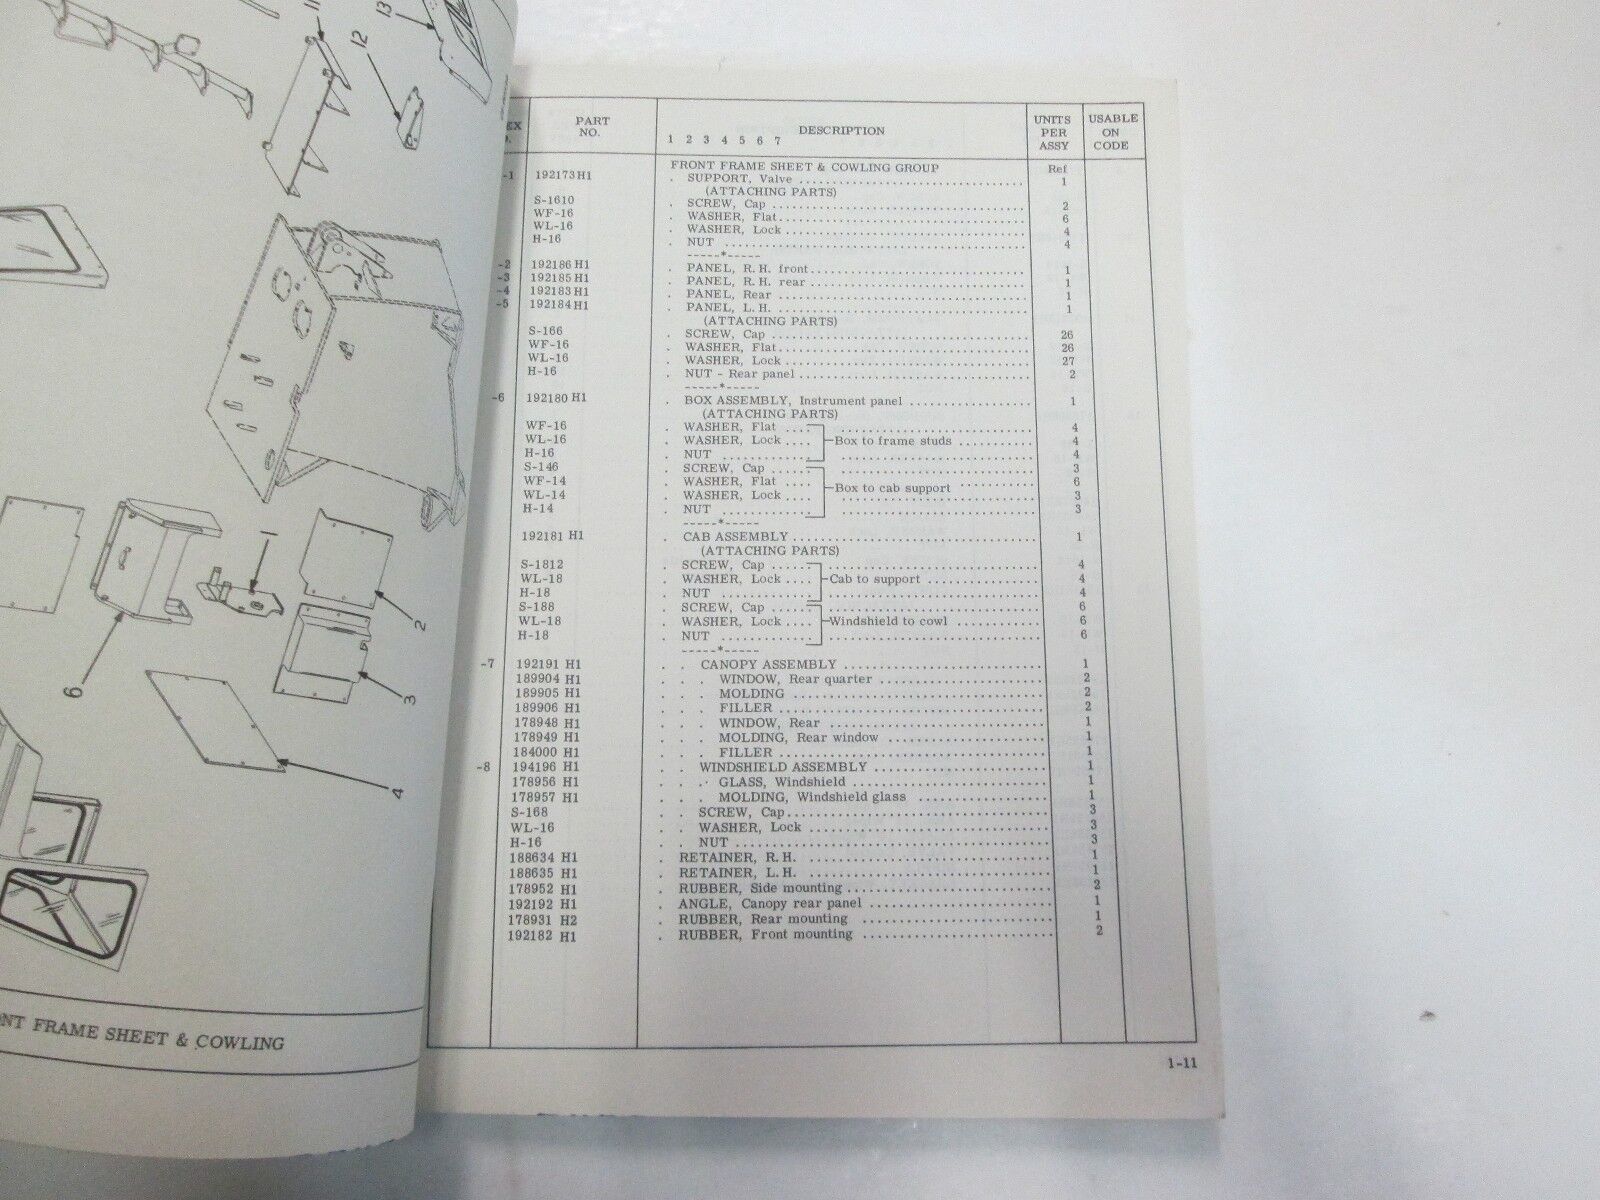 11
13
12
1
2
3
4
6
ONT FRAME SHEET & COWLING
EX PART NO. 1 2 3 4 5 6 7 DESCRIPTION UNITS PER ASSY USABLE ON CODE
FRONT FRAME SHEET & COWLING GROUP Ref
-1 192173H1 . SUPPORT, Valve 1
(ATTACHING PARTS)
S-1610 . SCREW, Cap 2
WF-16 . WASHER, Flat 6
WL-16 . WASHER, Lock 4
H-16 . NUT 4
-----*-----
-2 192186 H1 . PANEL, R.H. front 1
-3 192185 H1 . PANEL, R.H. rear 1
-4 192183 H1 . PANEL, Rear 1
-5 192184 H1 . PANEL, L.H. 1
(ATTACHING PARTS)
S-166 . SCREW, Cap 26
WF-16 . WASHER, Flat 26
WL-16 . WASHER, Lock 27
H-16 . NUT - Rear panel 2
-----*-----
-6 192180 H1 . BOX ASSEMBLY, Instrument panel 1
(ATTACHING PARTS)
WF-16 . WASHER, Flat 4
WL-16 . WASHER, Lock Box to frame studs 4
H-16 . NUT 4
S-146 . SCREW, Cap 3
WF-14 . WASHER, Flat Box to cab support 6
WL-14 . WASHER, Lock 3
H-14 . NUT 3
-----*-----
192181 H1 . CAB ASSEMBLY 1
(ATTACHING PARTS)
S-1812 . SCREW, Cap 4
WL-18 . WASHER, Lock Cab to support 4
H-18 . NUT 4
S-188 . SCREW, Cap 6
WL-18 . WASHER, Lock Windshield to cowl 6
H-18 . NUT 6
-----*-----
-7 192191 H1 . . CANOPY ASSEMBLY 1
189904 H1 . . . WINDOW, Rear quarter 2
189905 H1 . . . MOLDING 2
189906 H1 . . . FILLER 2
178948 H1 . . . WINDOW, Rear 1
178949 H1 . . . MOLDING, Rear window 1
184000 H1 . . . FILLER 1
-8 194196 H1 . . WINDSHIELD ASSEMBLY 1
178956 H1 . . . GLASS, Windshield 1
178957 H1 . . . MOLDING, Windshield glass 1
S-168 . . SCREW, Cap 3
WL-16 . . WASHER, Lock 3
H-16 . . NUT 3
188634 H1 . RETAINER, R.H. 1
188635 H1 . RETAINER, L.H. 1
178952 H1 . RUBBER, Side mounting 2
192192 H1 . ANGLE, Canopy rear panel 1
178931 H2 . RUBBER, Rear mounting 1
192182 H1 . RUBBER, Front mounting 2
1-11